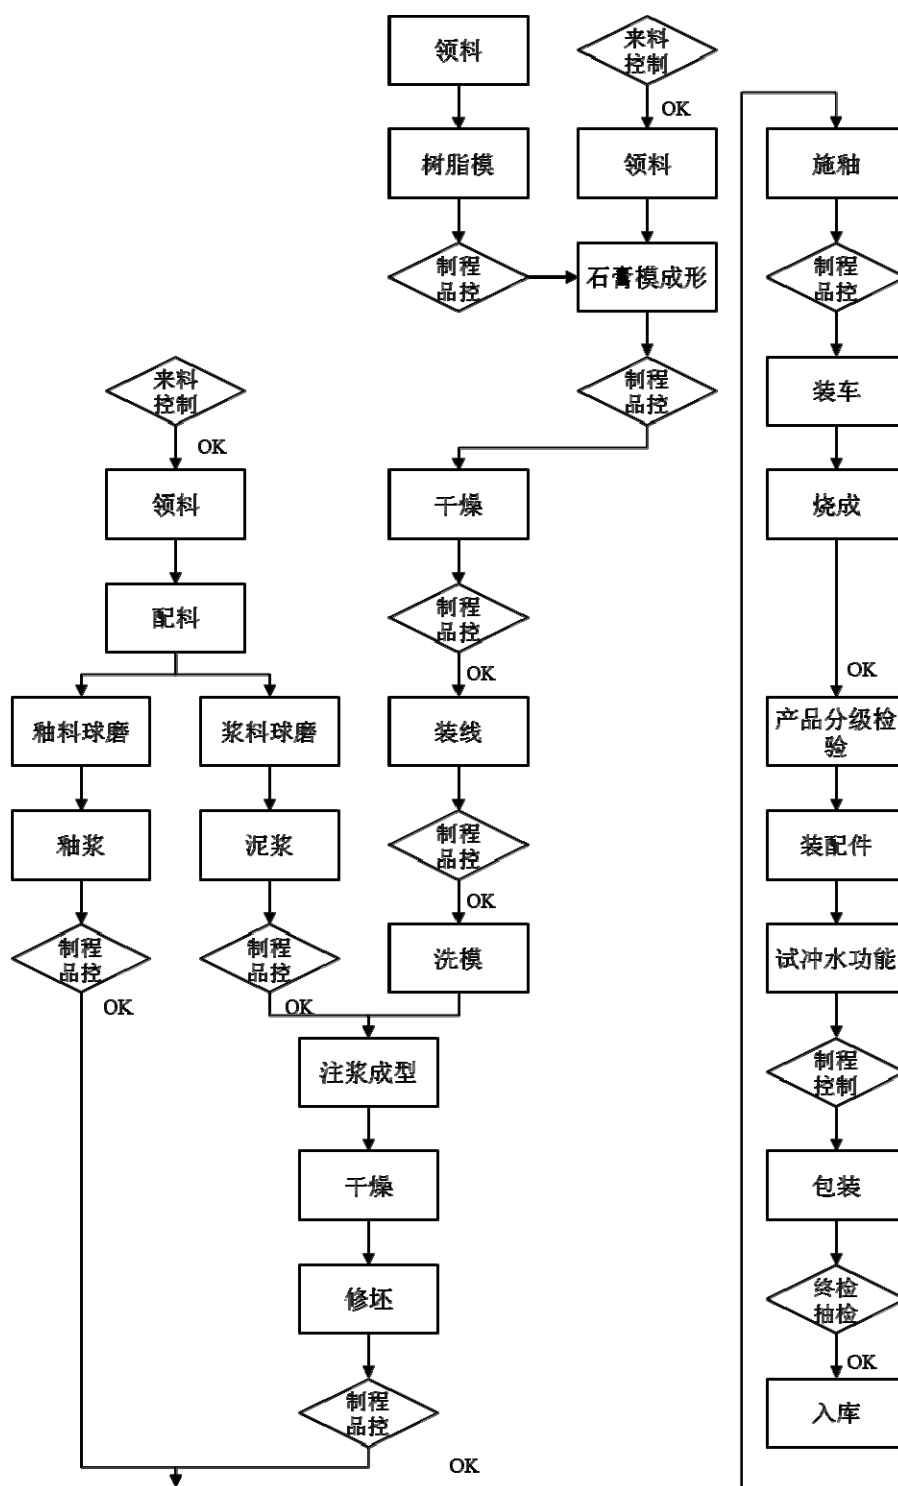 领料
来料
控制
OK
树脂模
领料
制程
品控
石膏模成形
制程
品控
来料
控制
OK
领料
配料
釉料球磨
浆料球磨
釉浆
泥浆
制程
品控
OK
制程
品控
OK
干燥
制程
品控
OK
装线
制程
品控
OK
洗模
注浆成型
干燥
修坯
制程
品控
OK
施釉
制程
品控
装车
烧成
OK
产品分级检
验
装配件
试冲水功能
制程
控制
包装
终检
抽检
OK
入库